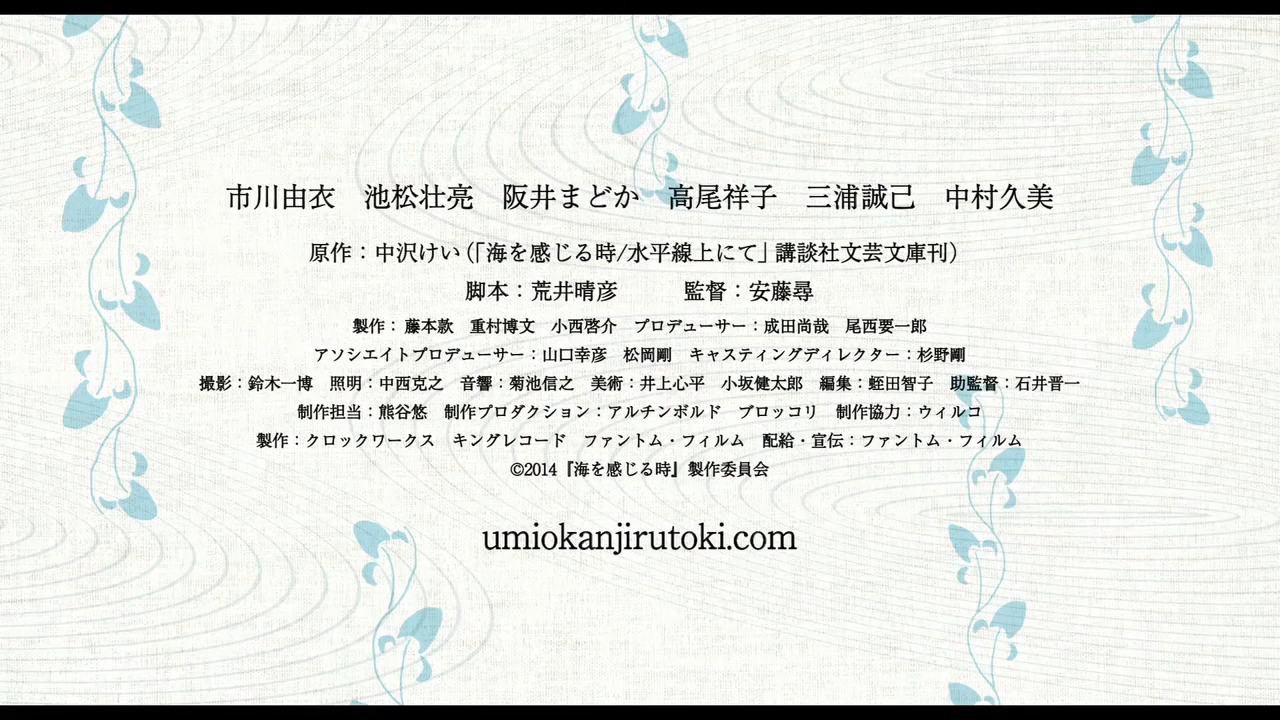 市川由衣　池松壮亮　阪井まどか　高尾祥子　三浦誠己　中村久美
原作：中沢けい（「海を感じる時/水平線上にて」講談社文芸文庫刊）
脚本：荒井晴彦　　　監督：安藤尋
製作：藤本款　重村博文　小西啓介　プロデューサー：成田尚哉　尾西要一郎
アソシエイトプロデューサー：山口幸彦　松岡剛　キャスティングディレクター：杉野剛
撮影：鈴木一博　照明：中西克之　音響：菊池信之　美術：井上心平　小坂健太郎　編集：蛭田智子　助監督：石井晋一
制作担当：熊谷悠　制作プロダクション：アルチンボルド　ブロッコリ　制作協力：ウィルコ
製作：クロックワークス　キングレコード　ファントム・フィルム　配給・宣伝：ファントム・フィルム
©2014『海を感じる時』製作委員会
umiokanjirutoki.com